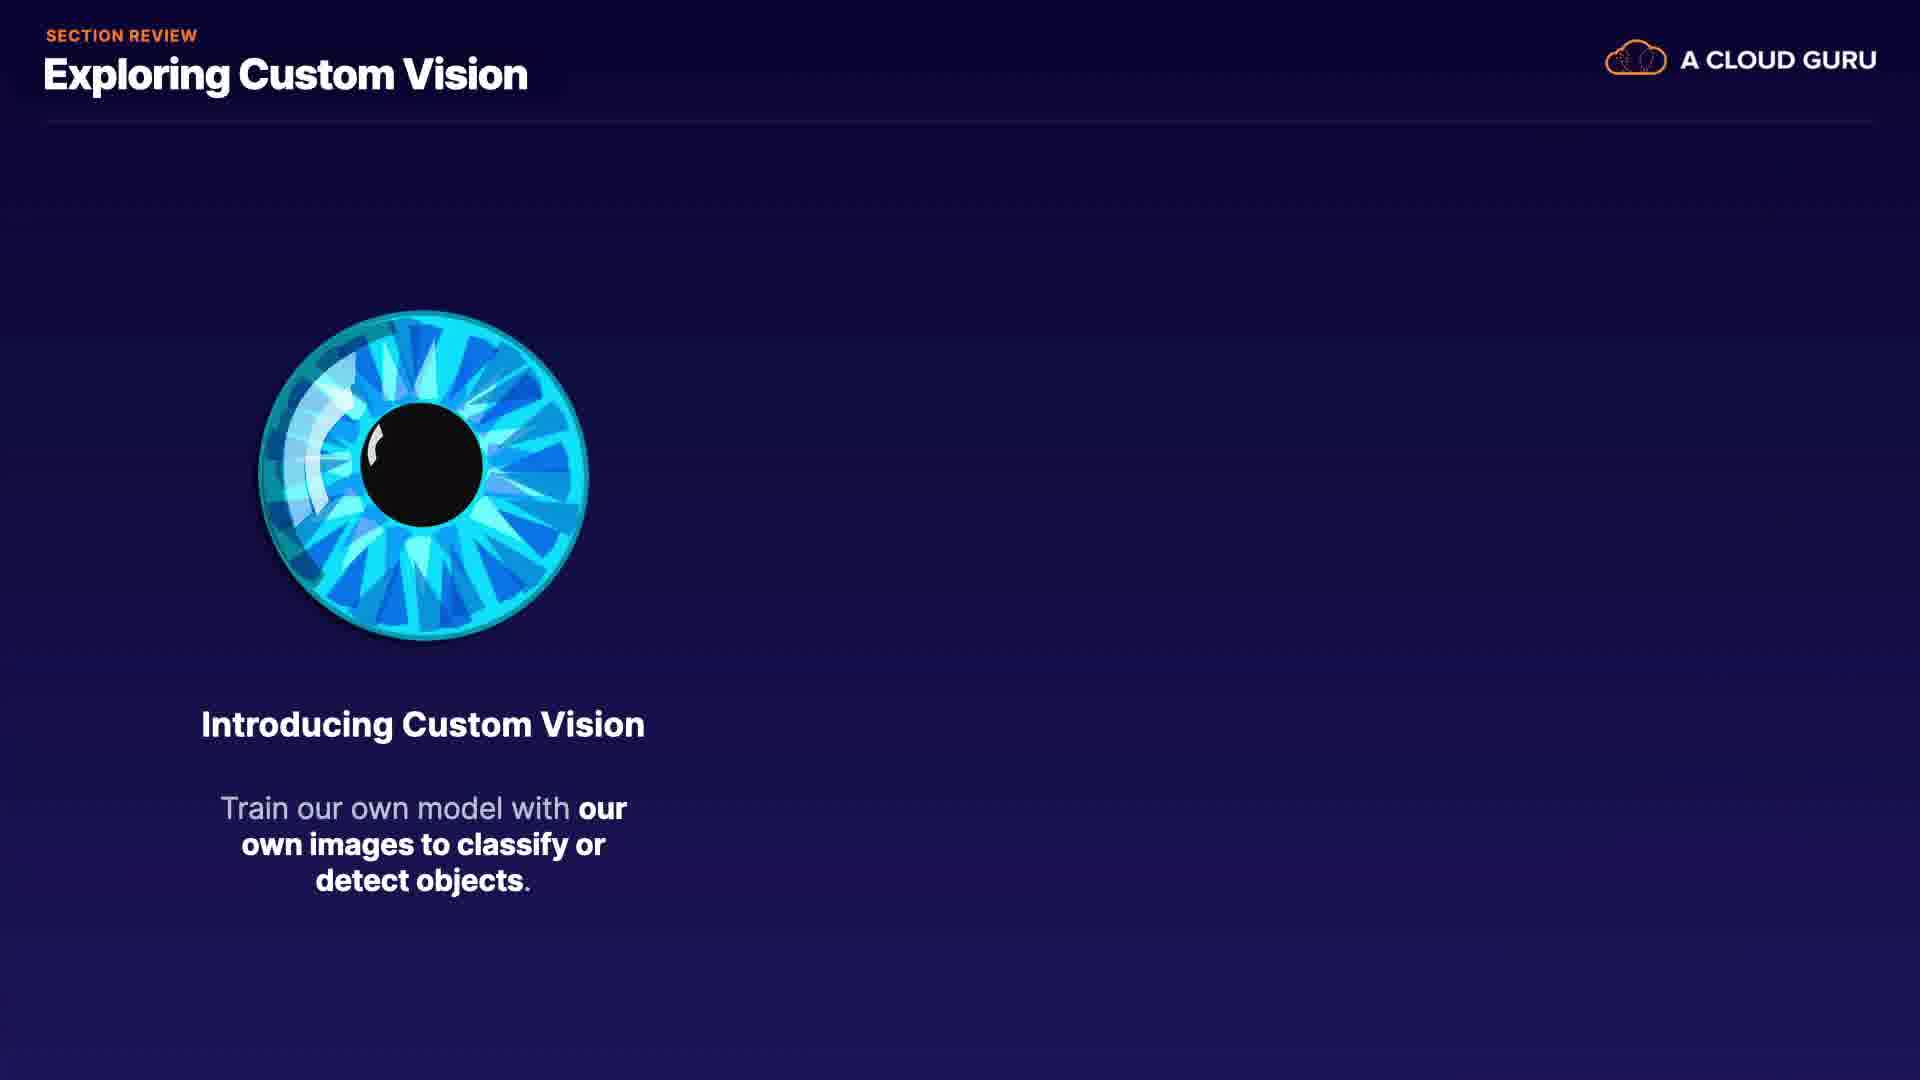 SECTION REVIEW
Exploring Custom Vision
A CLOUD GURU
Introducing Custom Vision
Train our own model with our
own images to classify or
detect objects.